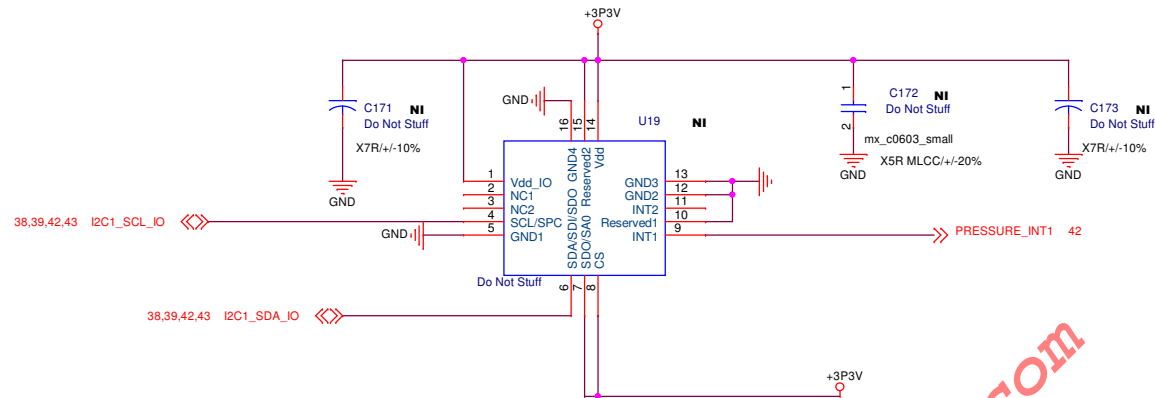 +3P3V
C171 NI
Do Not Stuff
X7R/+/-10%
GND
GND
16
15
14
GND4
Reserved2
Vdd
U19 NI
1
C172 NI
Do Not Stuff
2
mx_c0603_small
X5R MLCC/+/-20%
GND
C173 NI
Do Not Stuff
X7R/+/-10%
GND
1 Vdd_IO
2 NC1
3 NC2
4 SCL/SPC
5 GND1
GND3 13
GND2 12
INT2 11
Reserved1 10
INT1 9
38,39,42,43 I2C1_SCL_IO
GND
PRESSURE_INT1 42
SDA/SDI/SDO
SDO/SA0
CS
Do Not Stuff
6
7
8
38,39,42,43 I2C1_SDA_IO
+3P3V
.com